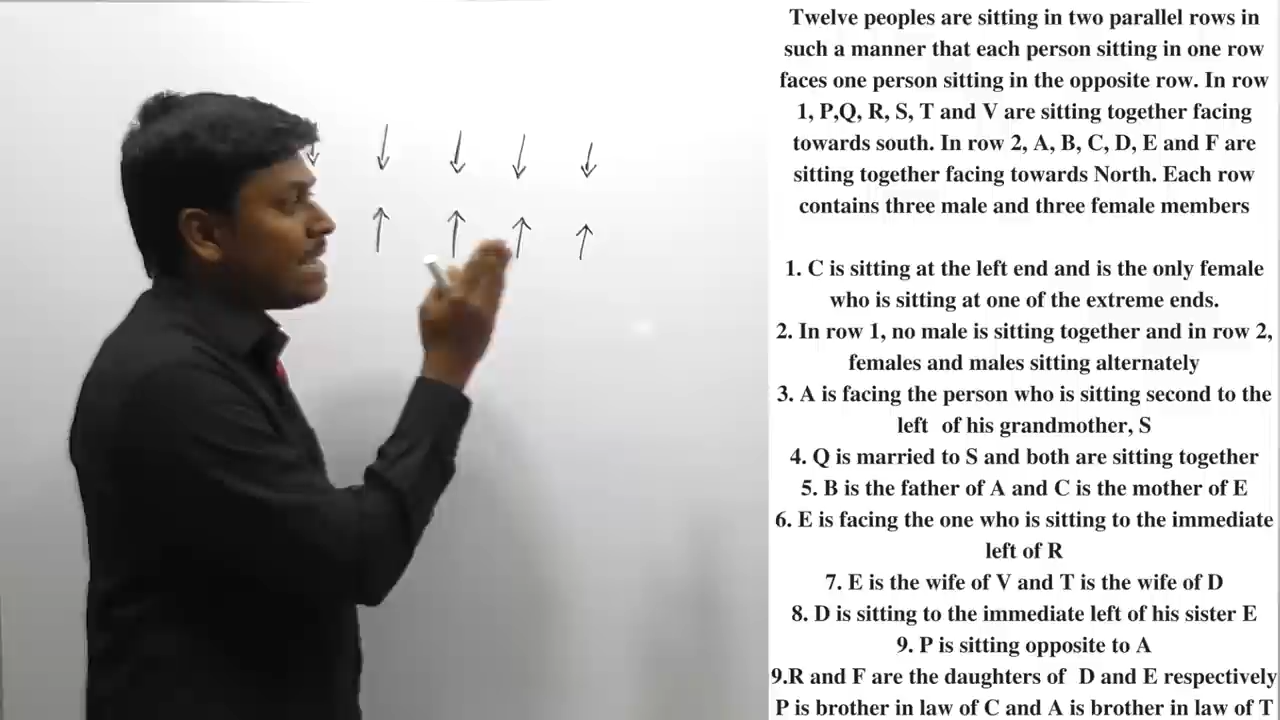 Twelve peoples are sitting in two parallel rows in
such a manner that each person sitting in one row
faces one person sitting in the opposite row. In row
1, P,Q, R, S, T and V are sitting together facing
towards south. In row 2, A, B, C, D, E and F are
sitting together facing towards North. Each row
contains three male and three female members
1. C is sitting at the left end and is the only female
who is sitting at one of the extreme ends.
2. In row 1, no male is sitting together and in row 2,
females and males sitting alternately
3. A is facing the person who is sitting second to the
left of his grandmother, S
4. Q is married to S and both are sitting together
5. B is the father of A and C is the mother of E
6. E is facing the one who is sitting to the immediate
left of R
7. E is the wife of V and T is the wife of D
8. D is sitting to the immediate left of his sister E
9. P is sitting opposite to A
9.R and F are the daughters of D and E respectively
P is brother in law of C and A is brother in law of T